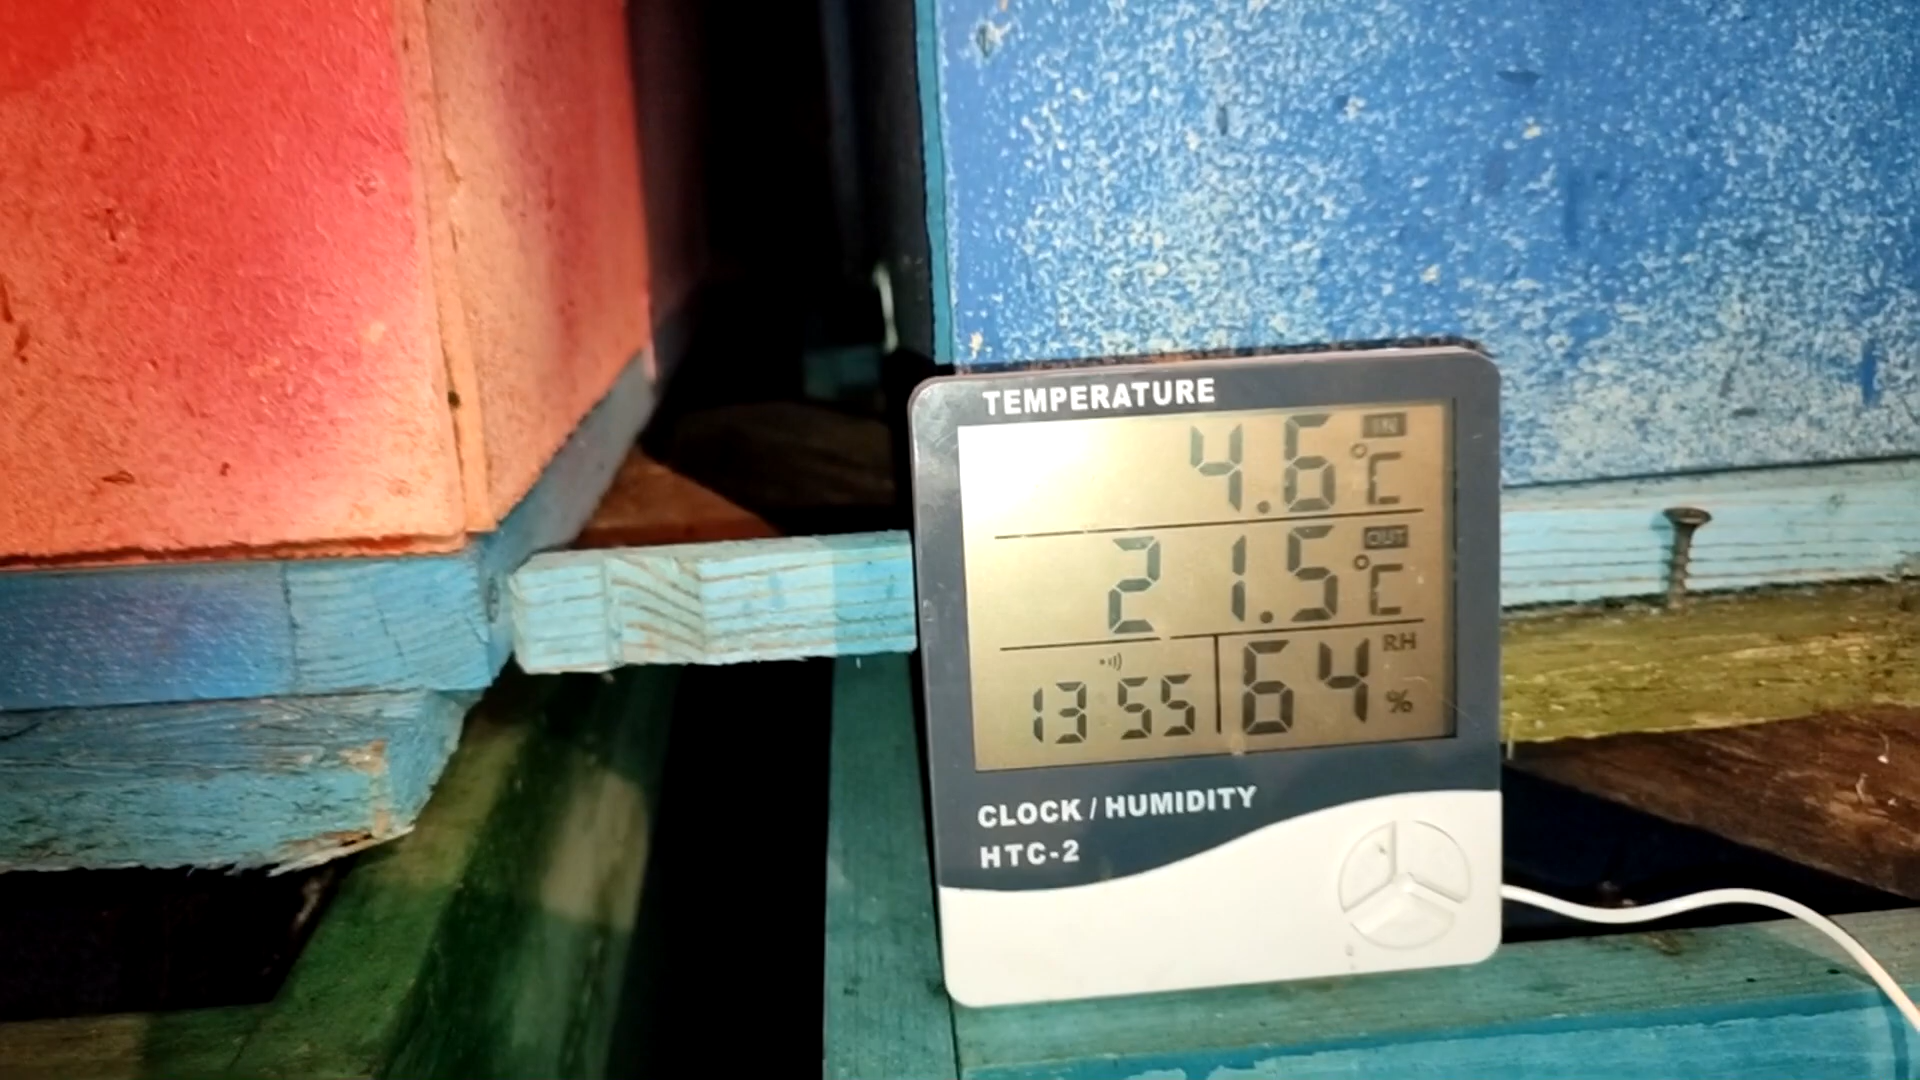 TEMPERATURE
4.6 °C IN
21.5 °C OUT
13 55 64 % RH
CLOCK / HUMIDITY
HTC-2